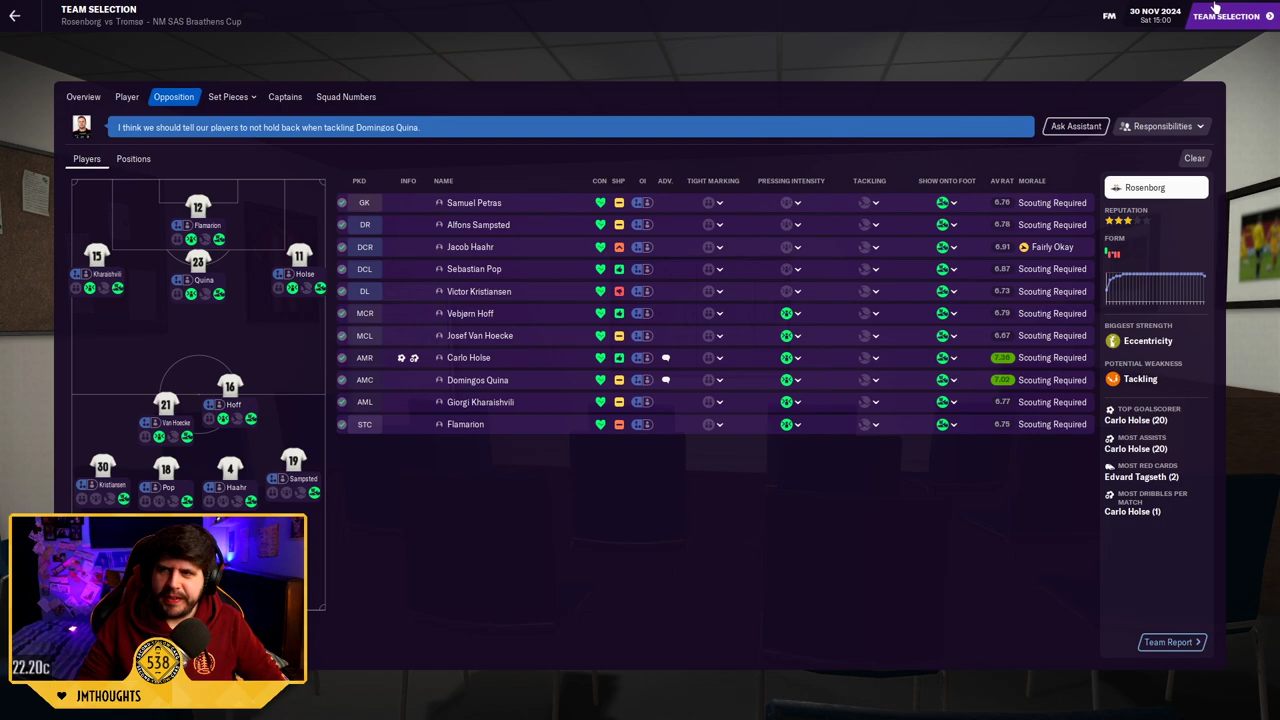 TEAM SELECTION
Rosenborg vs Tromsø - NM SAS Braathens Cup
FM
30 NOV 2024
Sat 15:00
TEAM SELECTION
Overview Player Opposition Set Pieces Captains Squad Numbers
I think we should tell our players to not hold back when tackling Domingos Quina.
Ask Assistant
Responsibilities
Players Positions
Clear
PKD INFO NAME CON SHP OI ADV. TIGHT MARKING PRESSING INTENSITY TACKLING SHOW ONTO FOOT AV RAT MORALE
GK Samuel Petras 6.76 Scouting Required
DR Alfons Sampsted 6.78 Scouting Required
DCR Jacob Haahr 6.91 Fairly Okay
DCL Sebastian Pop 6.87 Scouting Required
DL Victor Kristiansen 6.73 Scouting Required
MCR Vebjørn Hoff 6.79 Scouting Required
MCL Josef Van Hoecke 6.67 Scouting Required
AMR Carlo Holse 7.38 Scouting Required
AMC Domingos Quina 7.02 Scouting Required
AML Giorgi Kharaishvili 6.77 Scouting Required
STC Flamarion 6.75 Scouting Required
12
Flamarion
15
Kharaishvili
23
Quina
11
Holse
16
Hoff
21
Van Hoecke
30
Kristiansen
18
Pop
4
Haahr
19
Sampsted
Rosenborg
REPUTATION
FORM
BIGGEST STRENGTH
Eccentricity
POTENTIAL WEAKNESS
Tackling
TOP GOALSCORER
Carlo Holse (20)
MOST ASSISTS
Carlo Holse (20)
MOST RED CARDS
Edvard Tagseth (2)
MOST DRIBBLES PER
MATCH
Carlo Holse (1)
Team Report
22.20c
538
JMTHOUGHTS